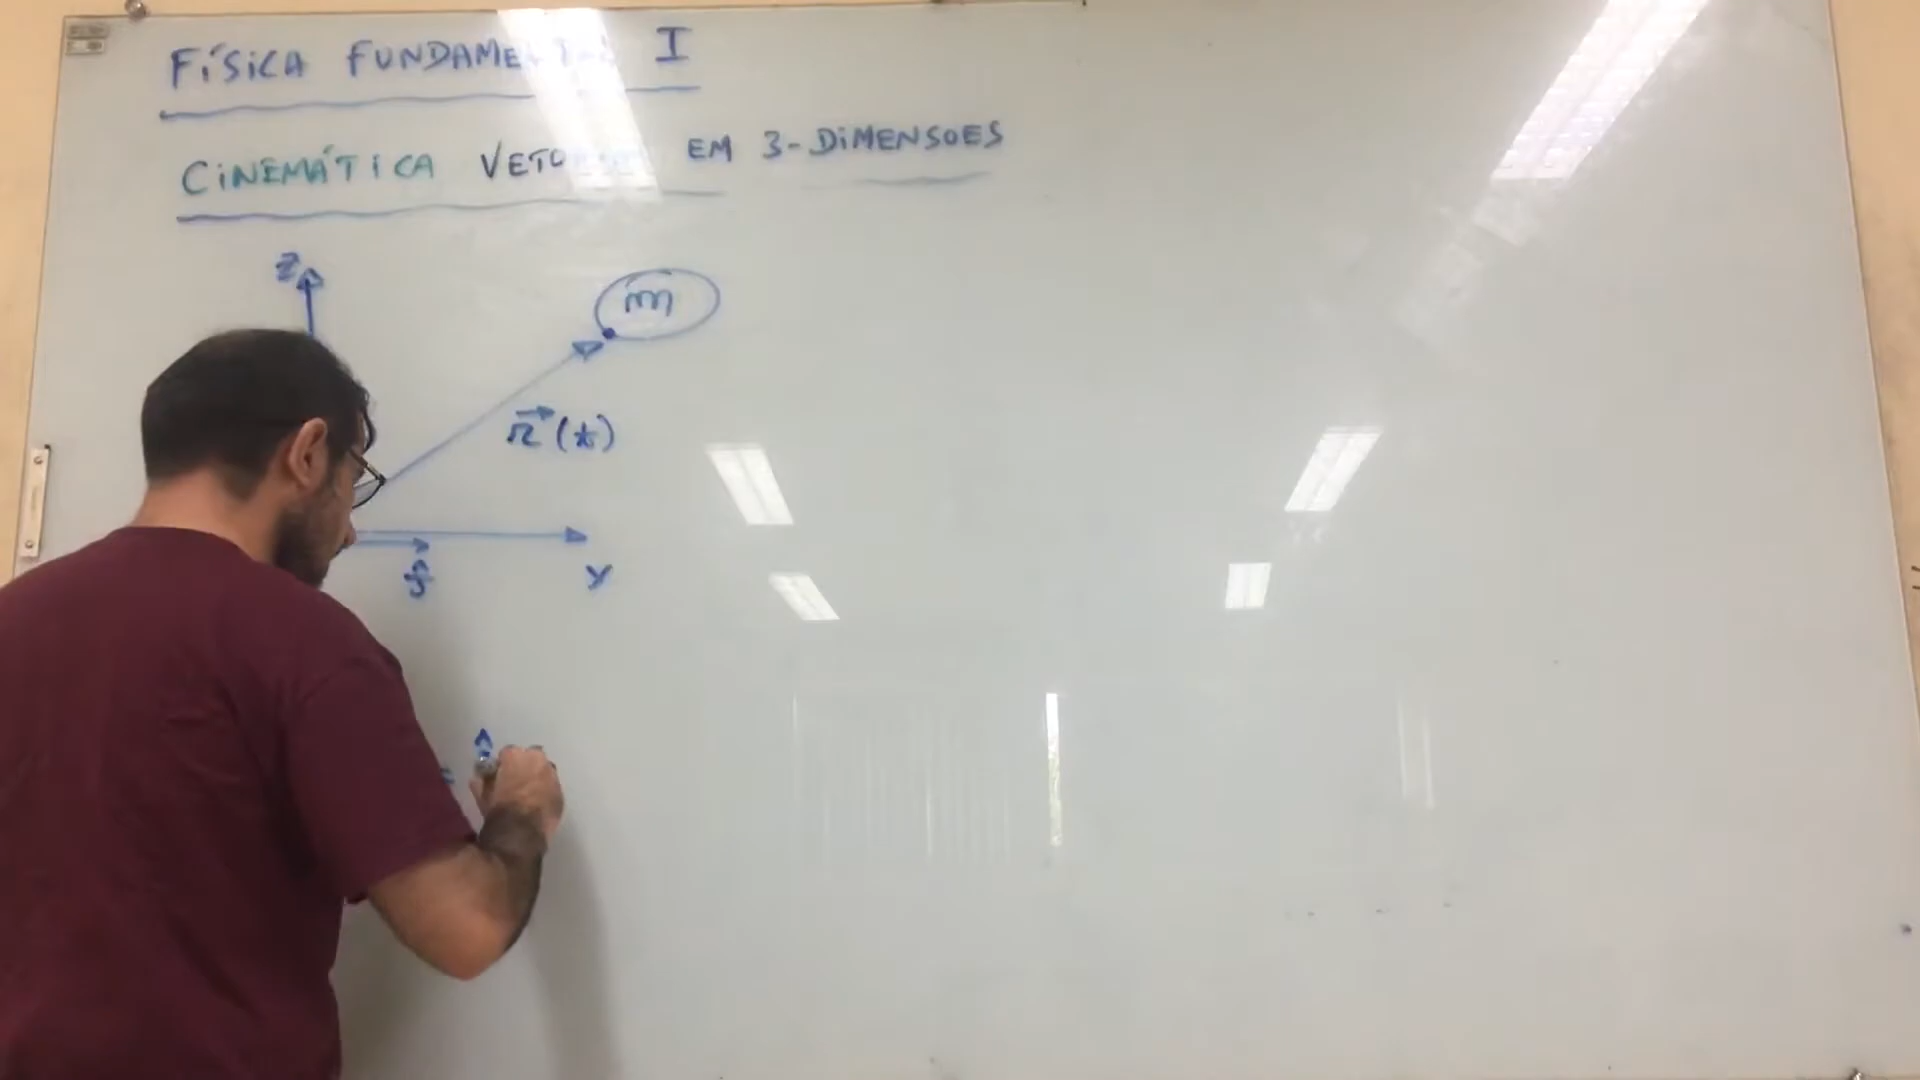 FÍSICA FUNDAMENTAL I
CINEMÁTICA VETORIAL EM 3-DIMENSOES
z
m
r⃗(t)
ĵ
y
=